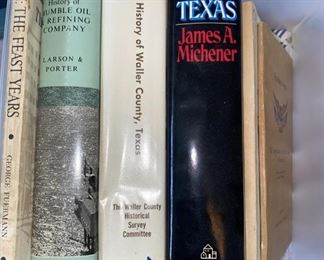 THE FEAST YEARS
GEORGE FUERMANN
History of
HUMBLE OIL
& REFINING
COMPANY
LARSON &
PORTER
History of Waller County, Texas
The Waller County
Historical
Survey
Committee
TEXAS
James A.
Michener